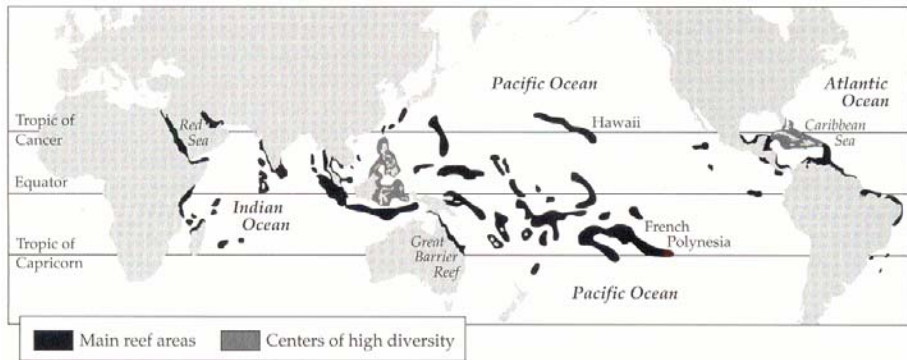 Pacific Ocean
Atlantic
Ocean
Tropic of
Cancer
Red
Sea
Hawaii
Caribbean
Sea
Equator
Indian
Ocean
French
Polynesia
Tropic of
Capricorn
Great
Barrier
Reef
Pacific Ocean
Main reef areas
Centers of high diversity